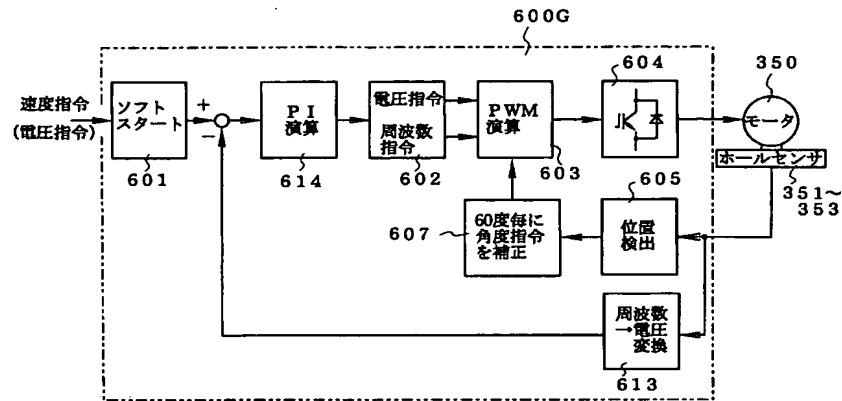 600G
速度指令
(電圧指令)
ソフト
スタート
601
+
−
PI
演算
614
電圧指令
周波数
指令
602
PWM
演算
603
604
350
モータ
ホールセンサ
351〜
353
605
位置
検出
607
60度毎に
角度指令
を補正
周波数
→電圧
変換
613